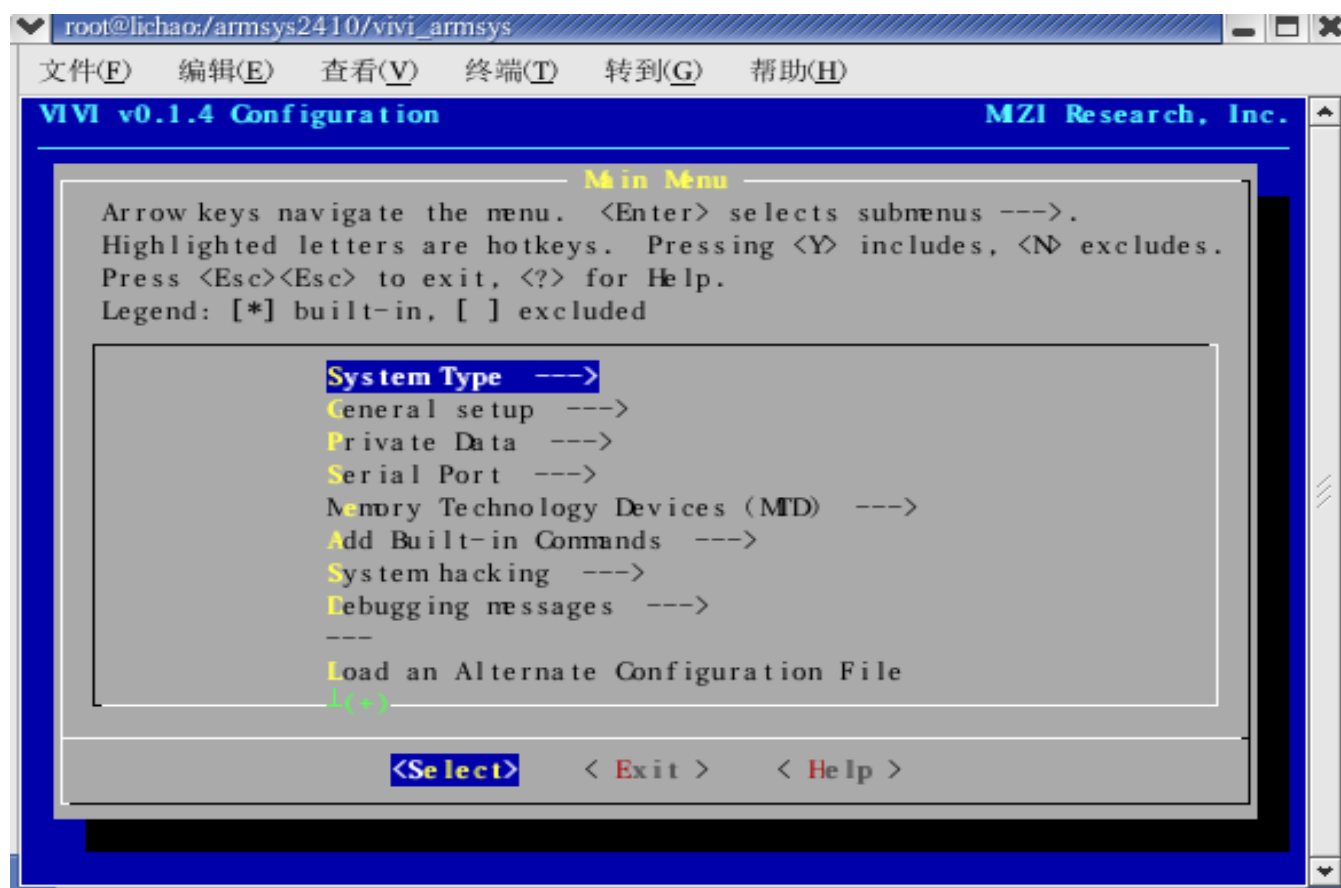 root@lichao:/armsys2410/vivi_armsys
文件(F) 编辑(E) 查看(V) 终端(T) 转到(G) 帮助(H)
VIVI v0.1.4 Configuration MIZI Research, Inc.
Main Menu
Arrow keys navigate the menu. <Enter> selects submenus --->.
Highlighted letters are hotkeys. Pressing <Y> includes, <N> excludes.
Press <Esc><Esc> to exit, <?> for Help.
Legend: [*] built-in, [ ] excluded
System Type --->
General setup --->
Private Data --->
Serial Port --->
Memory Technology Devices (MTD) --->
Add Built-in Commands --->
System hacking --->
Debugging messages --->
---
Load an Alternate Configuration File
┴(+)
<Select> < Exit > < Help >